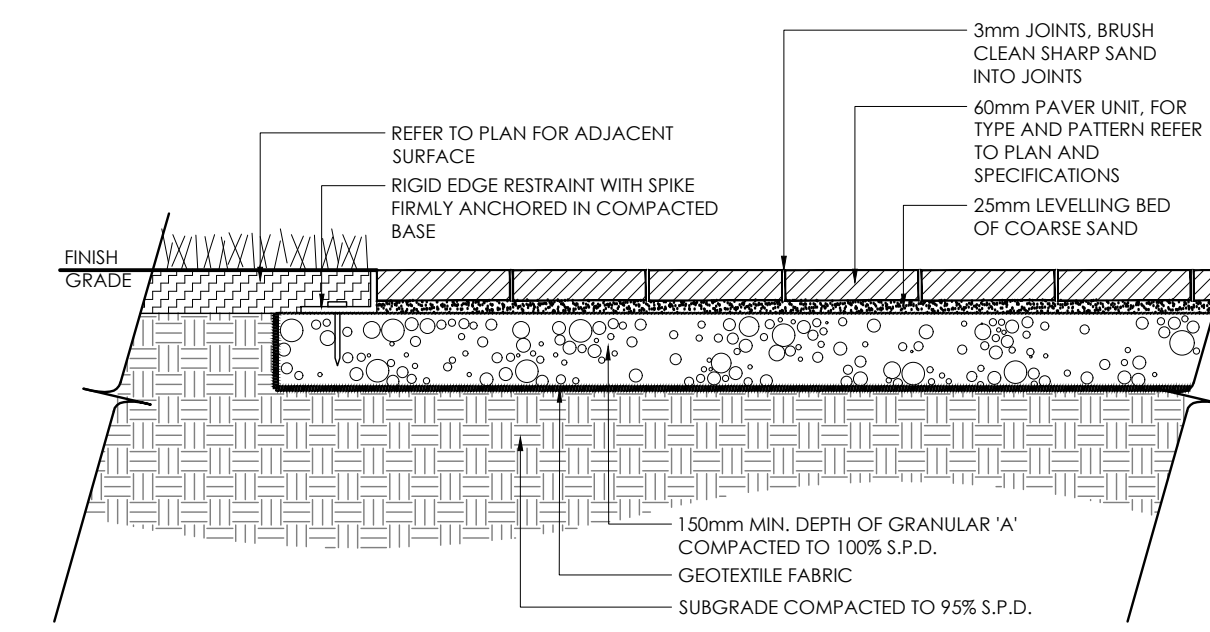 3mm JOINTS, BRUSH
CLEAN SHARP SAND
INTO JOINTS
60mm PAVER UNIT, FOR
TYPE AND PATTERN REFER
TO PLAN AND
SPECIFICATIONS
25mm LEVELLING BED
OF COARSE SAND
REFER TO PLAN FOR ADJACENT
SURFACE
RIGID EDGE RESTRAINT WITH SPIKE
FIRMLY ANCHORED IN COMPACTED
BASE
FINISH
GRADE
150mm MIN. DEPTH OF GRANULAR 'A'
COMPACTED TO 100% S.P.D.
GEOTEXTILE FABRIC
SUBGRADE COMPACTED TO 95% S.P.D.